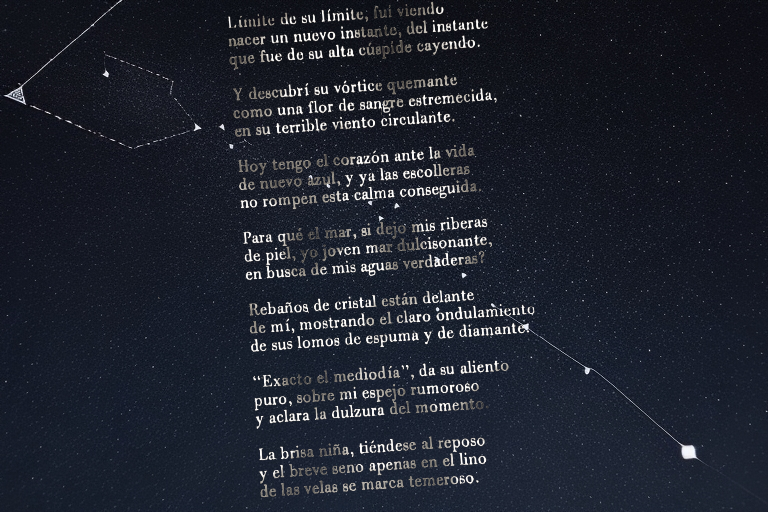 Límite de su límite, fui viendo
nacer un nuevo instante, del instante
que fue de su alta cúspide cayendo.
Y descubrí su vórtice quemante
como una flor de sangre estremecida,
en su terrible viento circulante.
Hoy tengo el corazón ante la vida
de nuevo azul, y ya las escolleras
no rompen esta calma conseguida.
Para qué el mar, si dejo mis riberas
de piel, yo joven mar dulcisonante,
en busca de mis aguas verdaderas?
Rebaños de cristal están delante
de mí, mostrando el claro ondulamiento
de sus lomos de espuma y de diamante.
“Exacto el mediodía”, da su aliento
puro, sobre mi espejo rumoroso
y aclara la dulzura del momento.
La brisa niña, tiéndese al reposo
y el breve seno apenas en el lino
de las velas se marca temeroso.